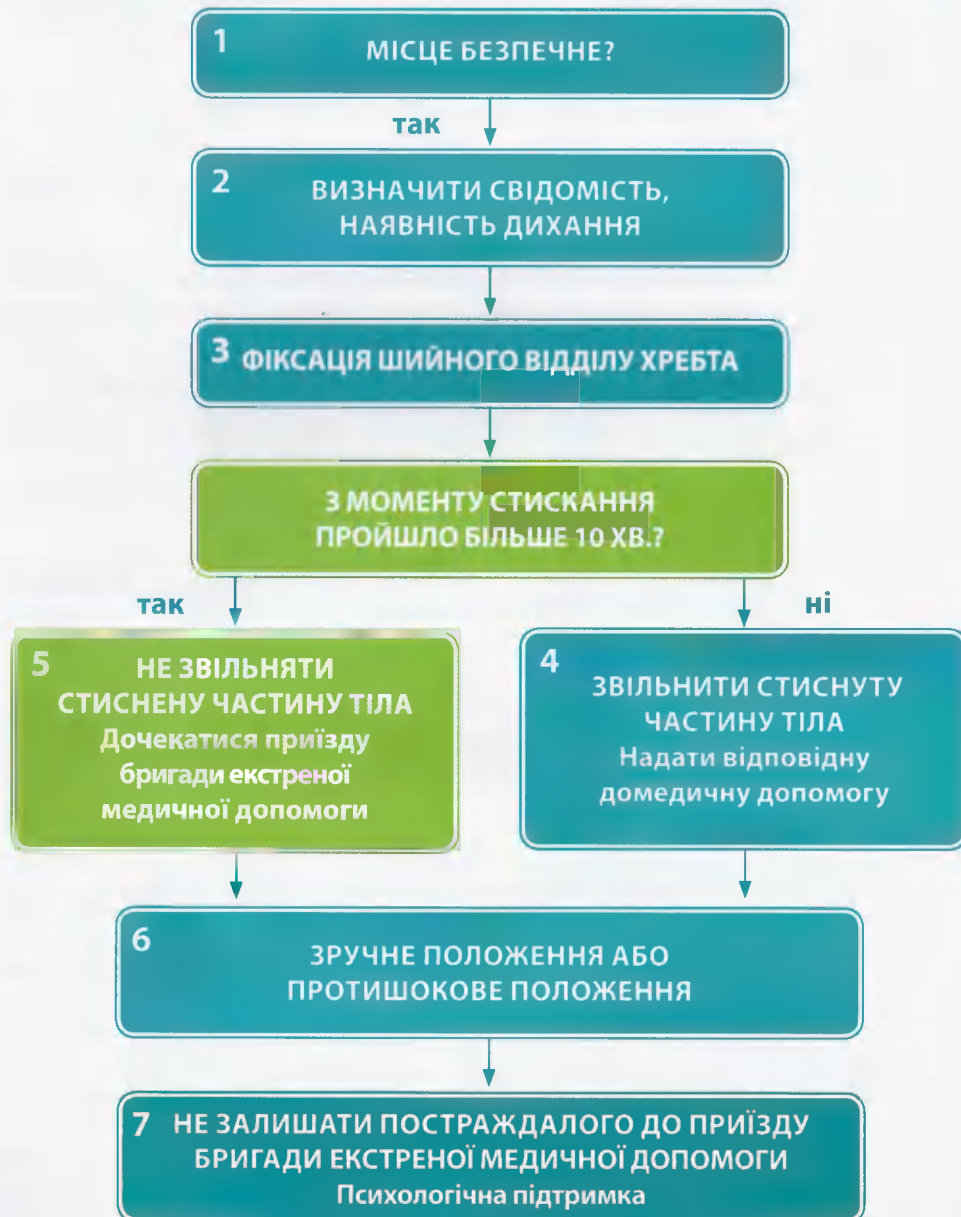 1
МІСЦЕ БЕЗПЕЧНЕ?
так
2
ВИЗНАЧИТИ СВІДОМІСТЬ,
НАЯВНІСТЬ ДИХАННЯ
3 ФІКСАЦІЯ ШИЙНОГО ВІДДІЛУ ХРЕБТА
З МОМЕНТУ СТИСКАННЯ
ПРОЙШЛО БІЛЬШЕ 10 ХВ.?
так
5
НЕ ЗВІЛЬНЯТИ
СТИСНЕНУ ЧАСТИНУ ТІЛА
Дочекатися приїзду
бригади екстреної
медичної допомоги
ні
4
ЗВІЛЬНИТИ СТИСНУТУ
ЧАСТИНУ ТІЛА
Надати відповідну
домедичну допомогу
6
ЗРУЧНЕ ПОЛОЖЕННЯ АБО
ПРОТИШОКОВЕ ПОЛОЖЕННЯ
7 НЕ ЗАЛИШАТИ ПОСТРАЖДАЛОГО ДО ПРИЇЗДУ
БРИГАДИ ЕКСТРЕНОЇ МЕДИЧНОЇ ДОПОМОГИ
Психологічна підтримка